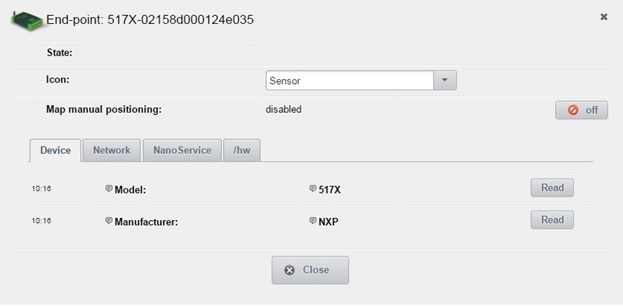 End-point: 517X-02158d000124e035
State:
Icon: Sensor
Map manual positioning: disabled off
Device Network NanoService /hw
10:16 Model: 517X Read
10:16 Manufacturer: NXP Read
Close